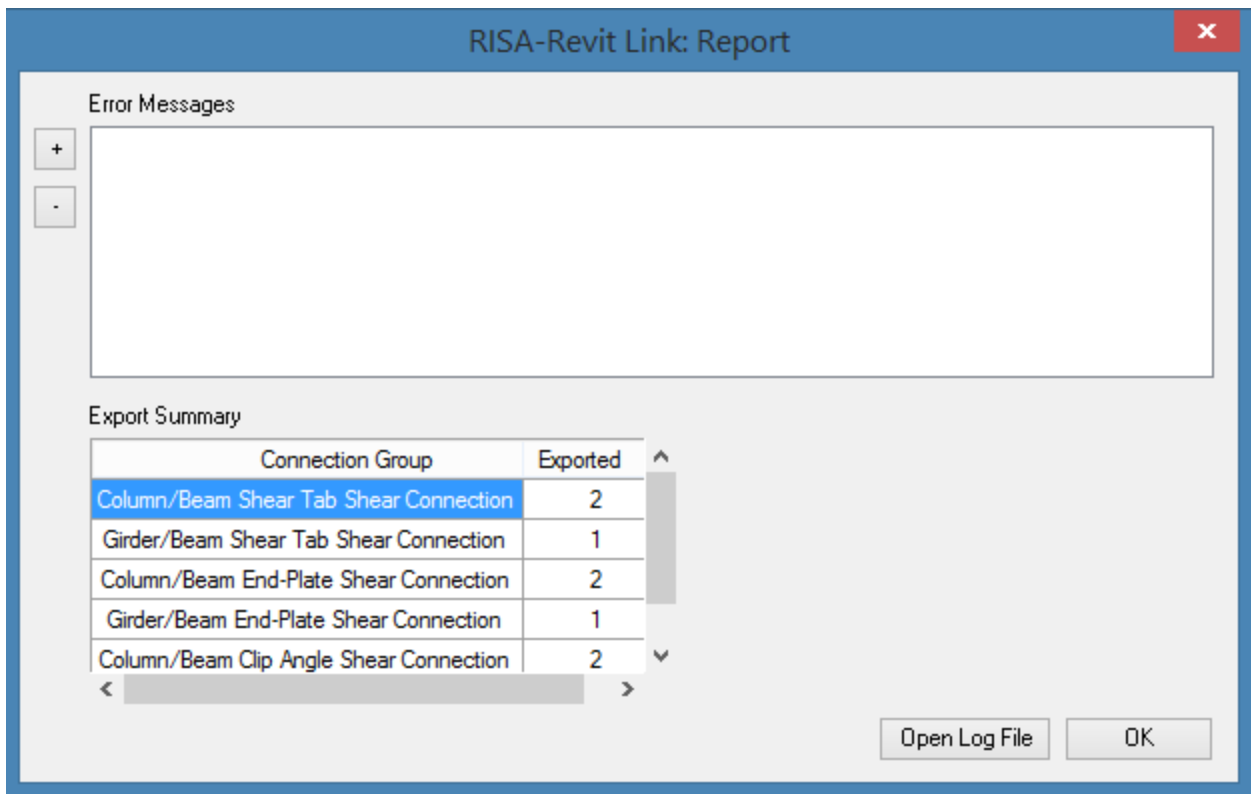 RISA-Revit Link: Report
x
Error Messages
+
-
Export Summary
Connection Group Exported
Column/Beam Shear Tab Shear Connection 2
Girder/Beam Shear Tab Shear Connection 1
Column/Beam End-Plate Shear Connection 2
Girder/Beam End-Plate Shear Connection 1
Column/Beam Clip Angle Shear Connection 2
Open Log File OK